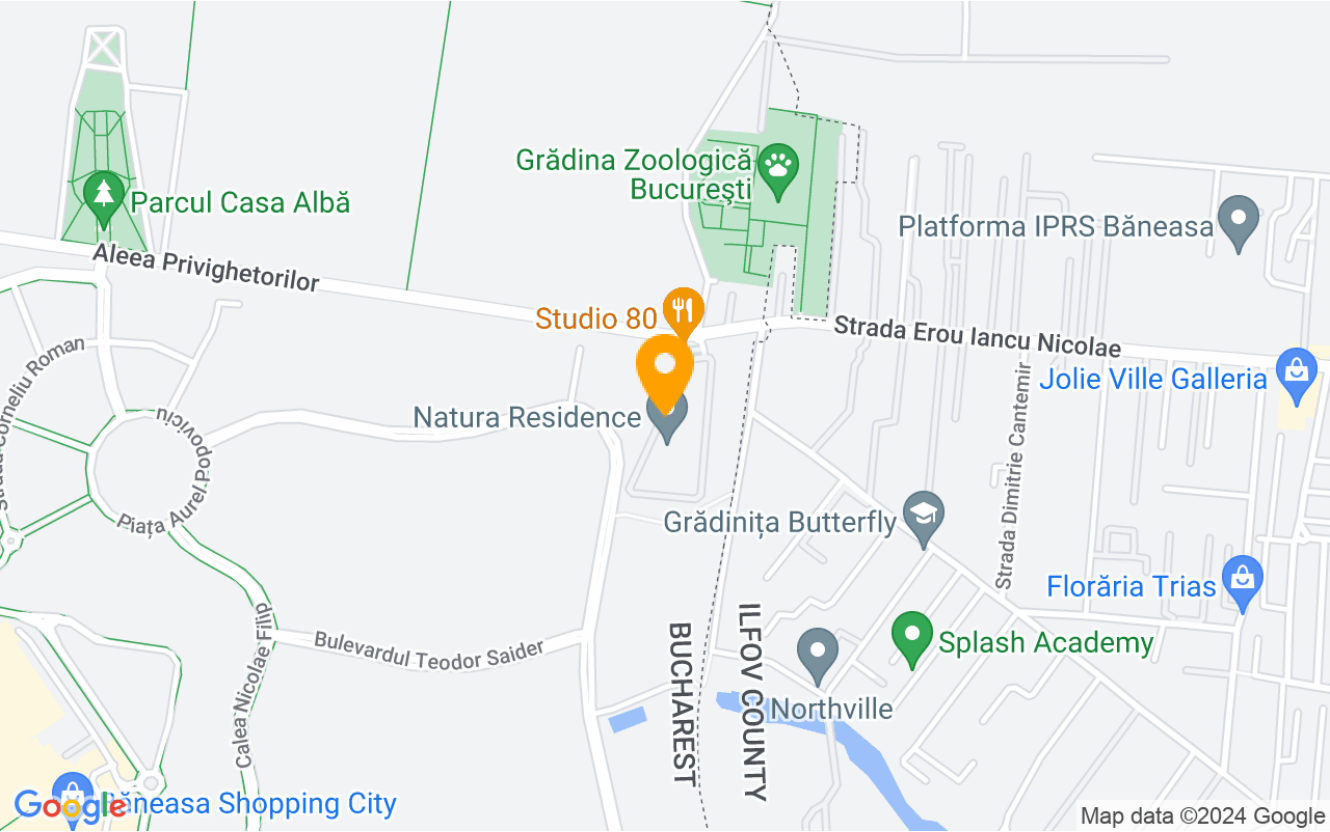 Grădina Zoologică
București
Parcul Casa Albă
Platforma IPRS Băneasa
Aleea Privighetorilor
Studio 80
Strada Erou Iancu Nicolae
Corneliu Roman
Jolie Ville Galleria
Strada Dimitrie Cantemir
Natura Residence
Piața Aurel Popoviciu
Grădinița Butterfly
Florăria Trias
Calea Nicolae Filip
Bulevardul Teodor Saider
BUCHAREST
ILFOV COUNTY
Splash Academy
Northville
Google
Băneasa Shopping City
Map data ©2024 Google